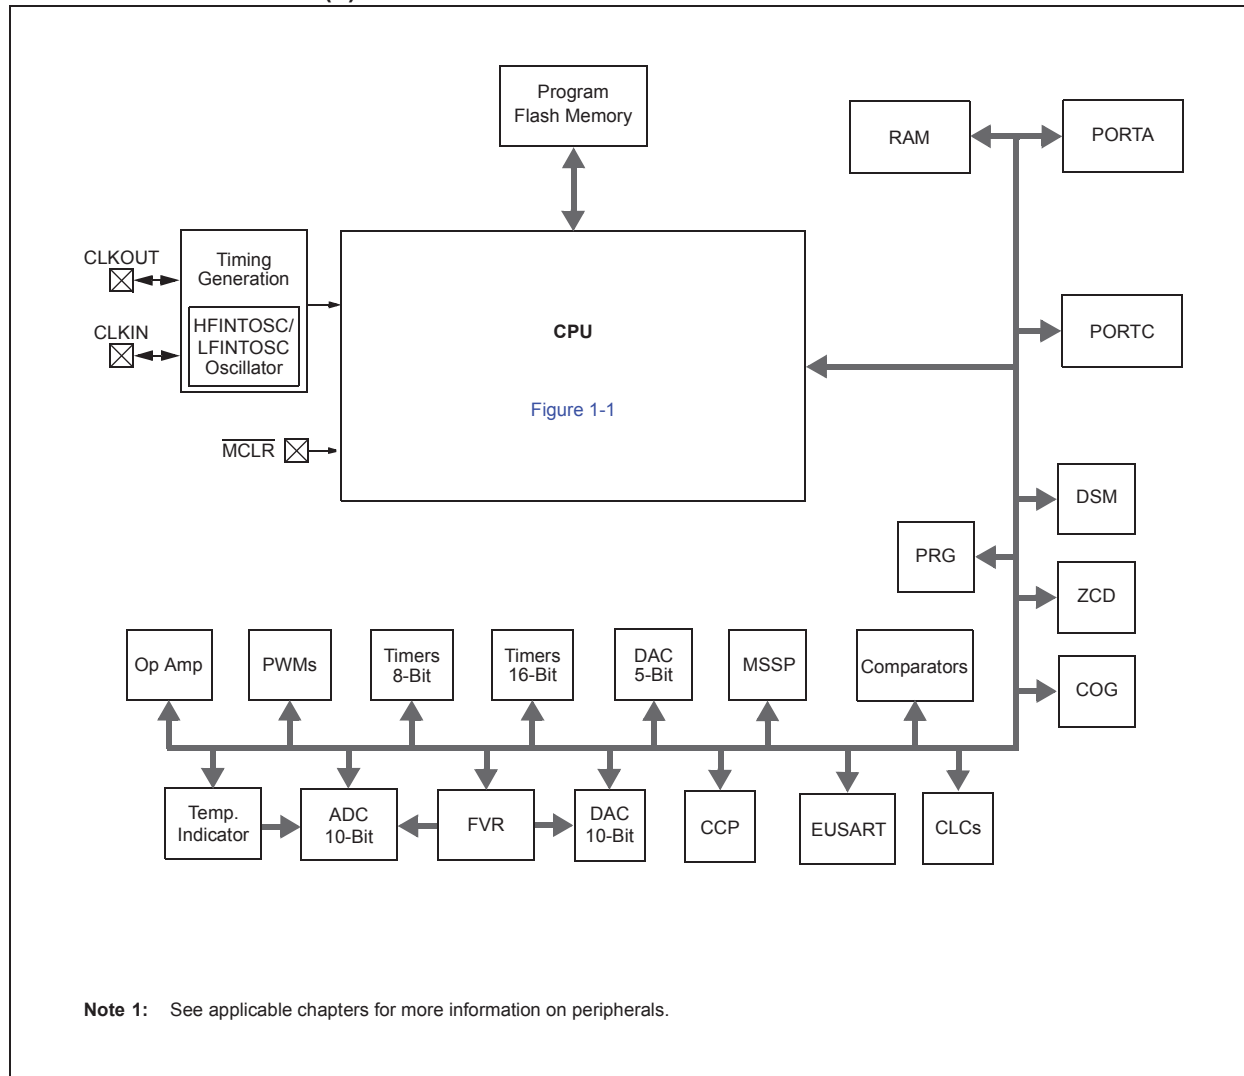 Program
Flash Memory
RAM
PORTA
CLKOUT
Timing
Generation
CLKIN
HFINTOSC/
LFINTOSC
Oscillator
CPU
PORTC
Figure 1-1
MCLR
DSM
PRG
ZCD
Op Amp
PWMs
Timers
8-Bit
Timers
16-Bit
DAC
5-Bit
MSSP
Comparators
COG
Temp.
Indicator
ADC
10-Bit
FVR
DAC
10-Bit
CCP
EUSART
CLCs
Note 1: See applicable chapters for more information on peripherals.